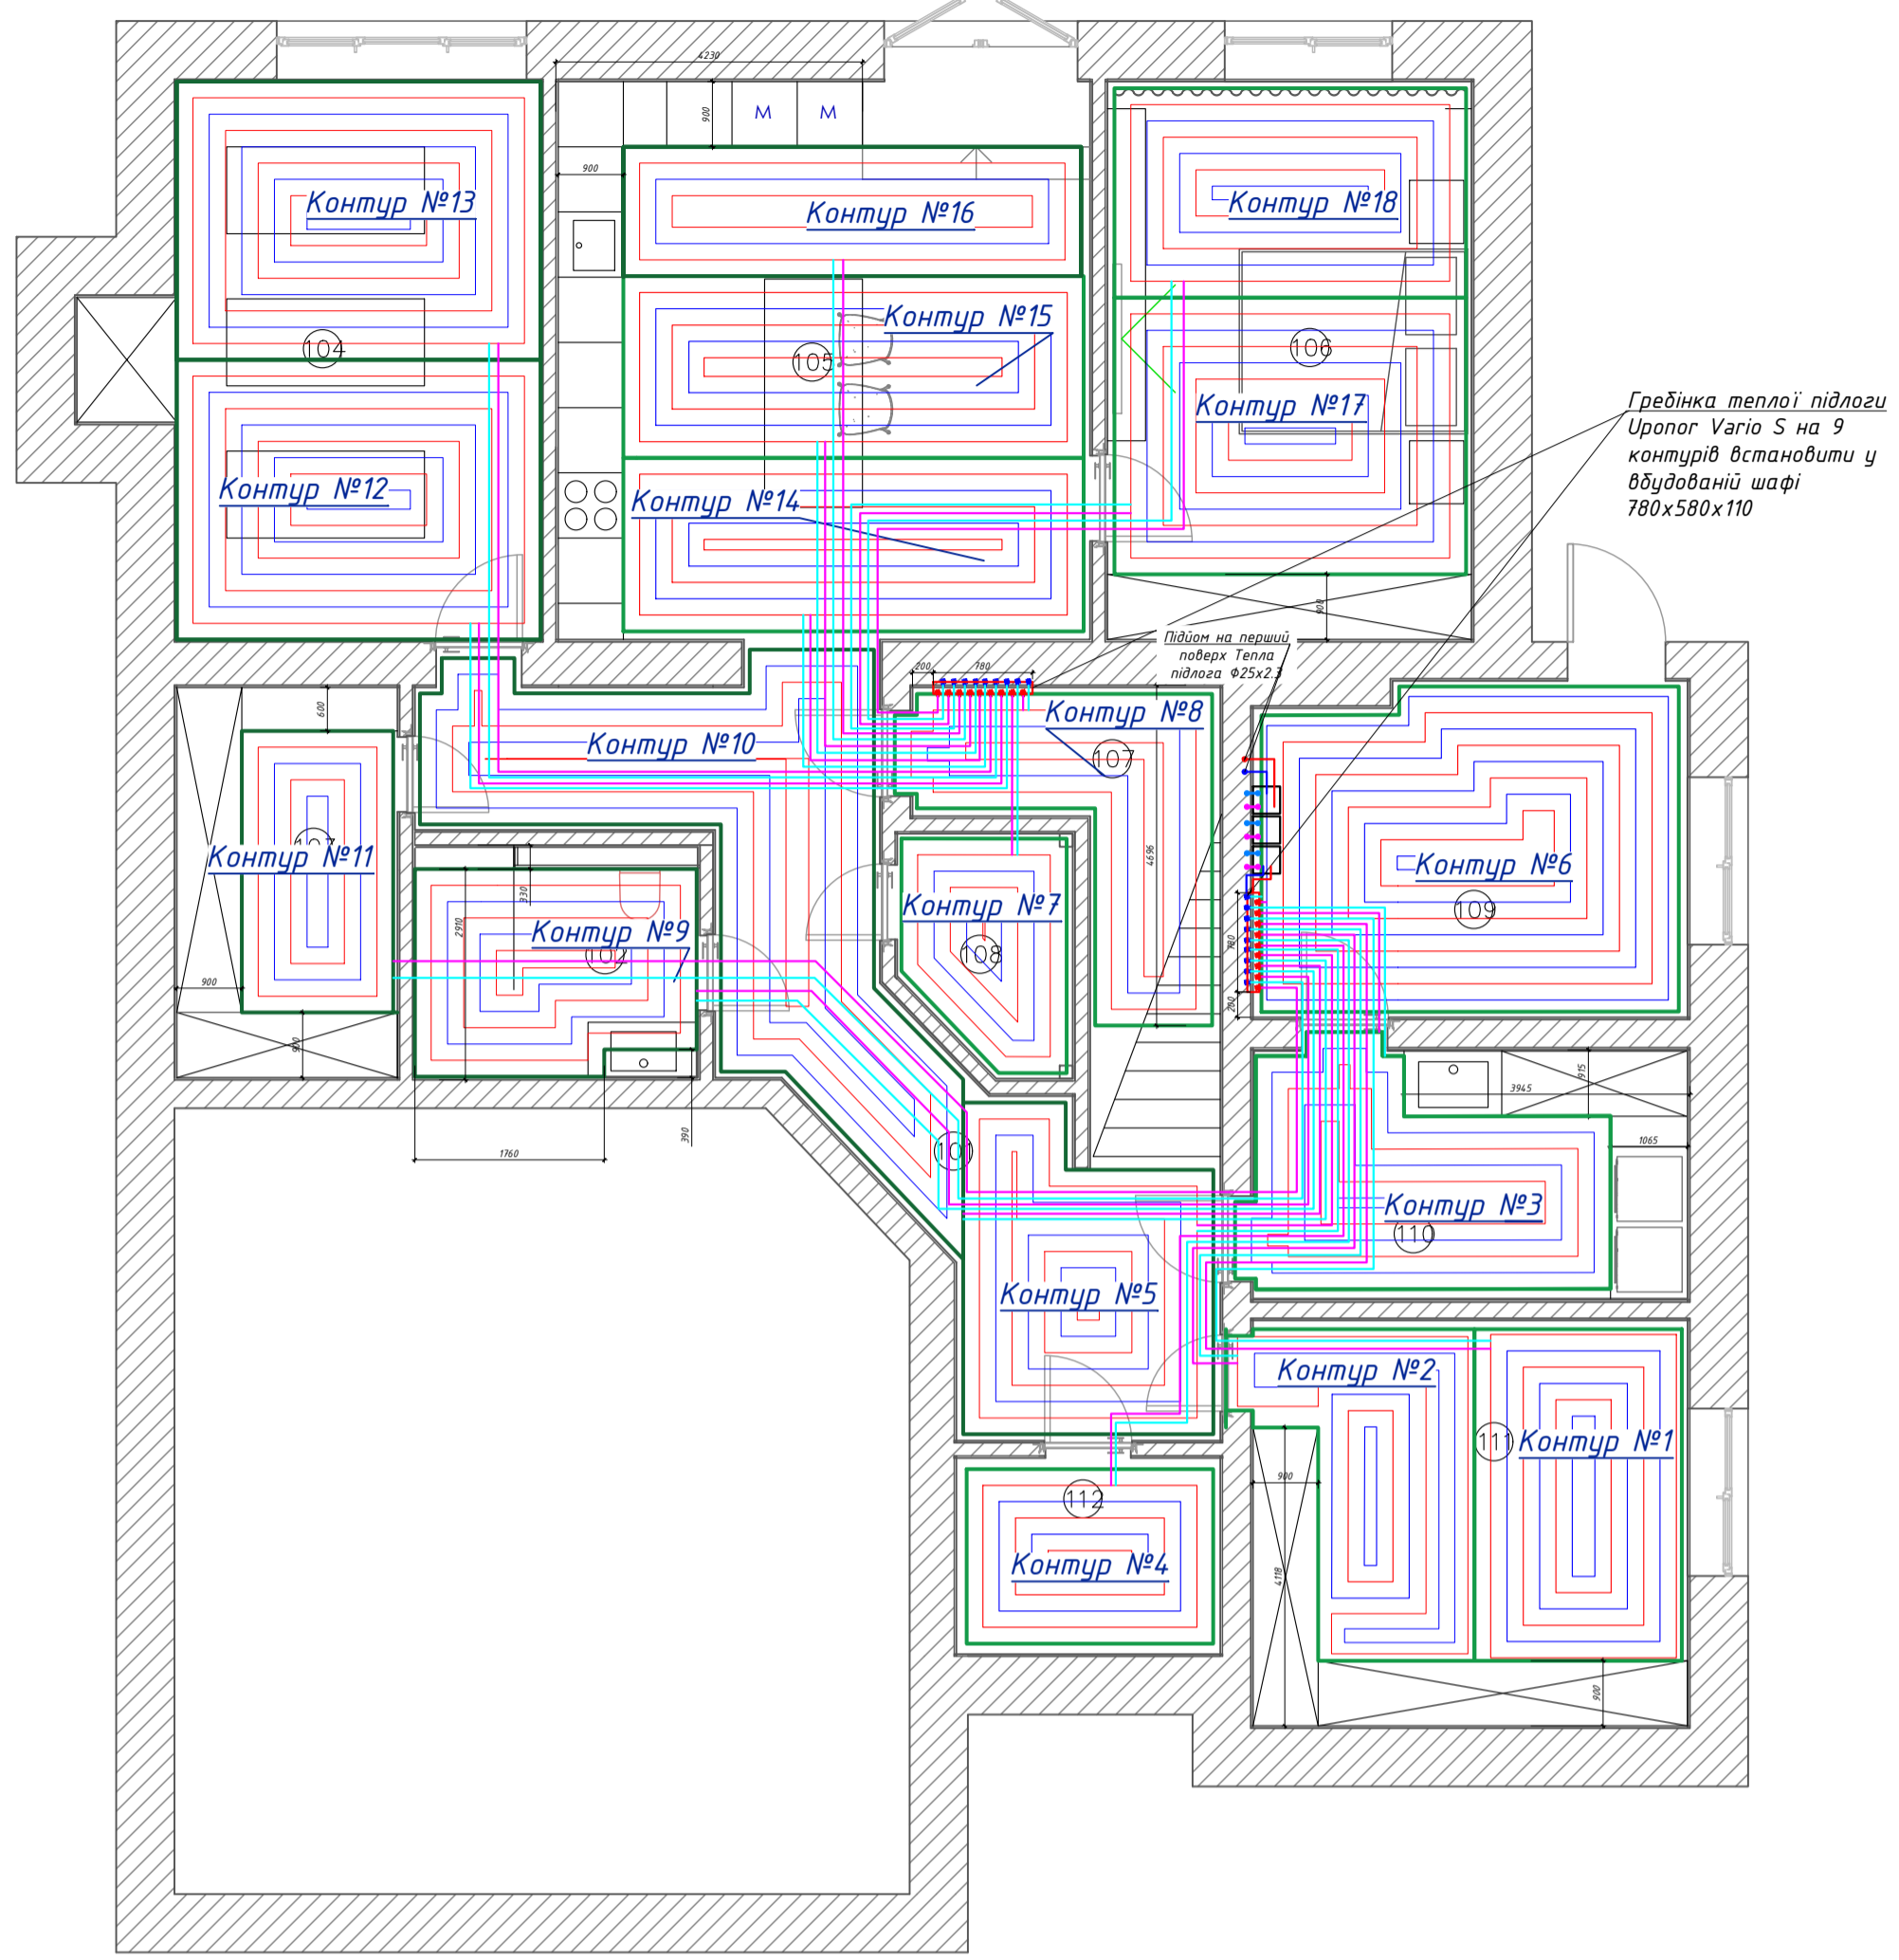 4230
900
М
М
900
Контур №13
Контур №16
Контур №18
Контур №15
104
105
106
Контур №17
Контур №12
Контур №14
Гребінка теплої підлоги
Uponor Vario S на 9
контурів встановити у
вбудованій шафі
780x580x110
900
Підйом на перший
поверх Тепла
підлога Ф25х2.3
200
780
600
Контур №8
Контур №10
107
Контур №11
4696
Контур №6
330
2910
Контур №7
109
Контур №9
102
108
780
900
200
900
3945
915
390
1760
101
1065
Контур №3
110
Контур №5
Контур №2
111
Контур №1
900
112
4118
Контур №4
900